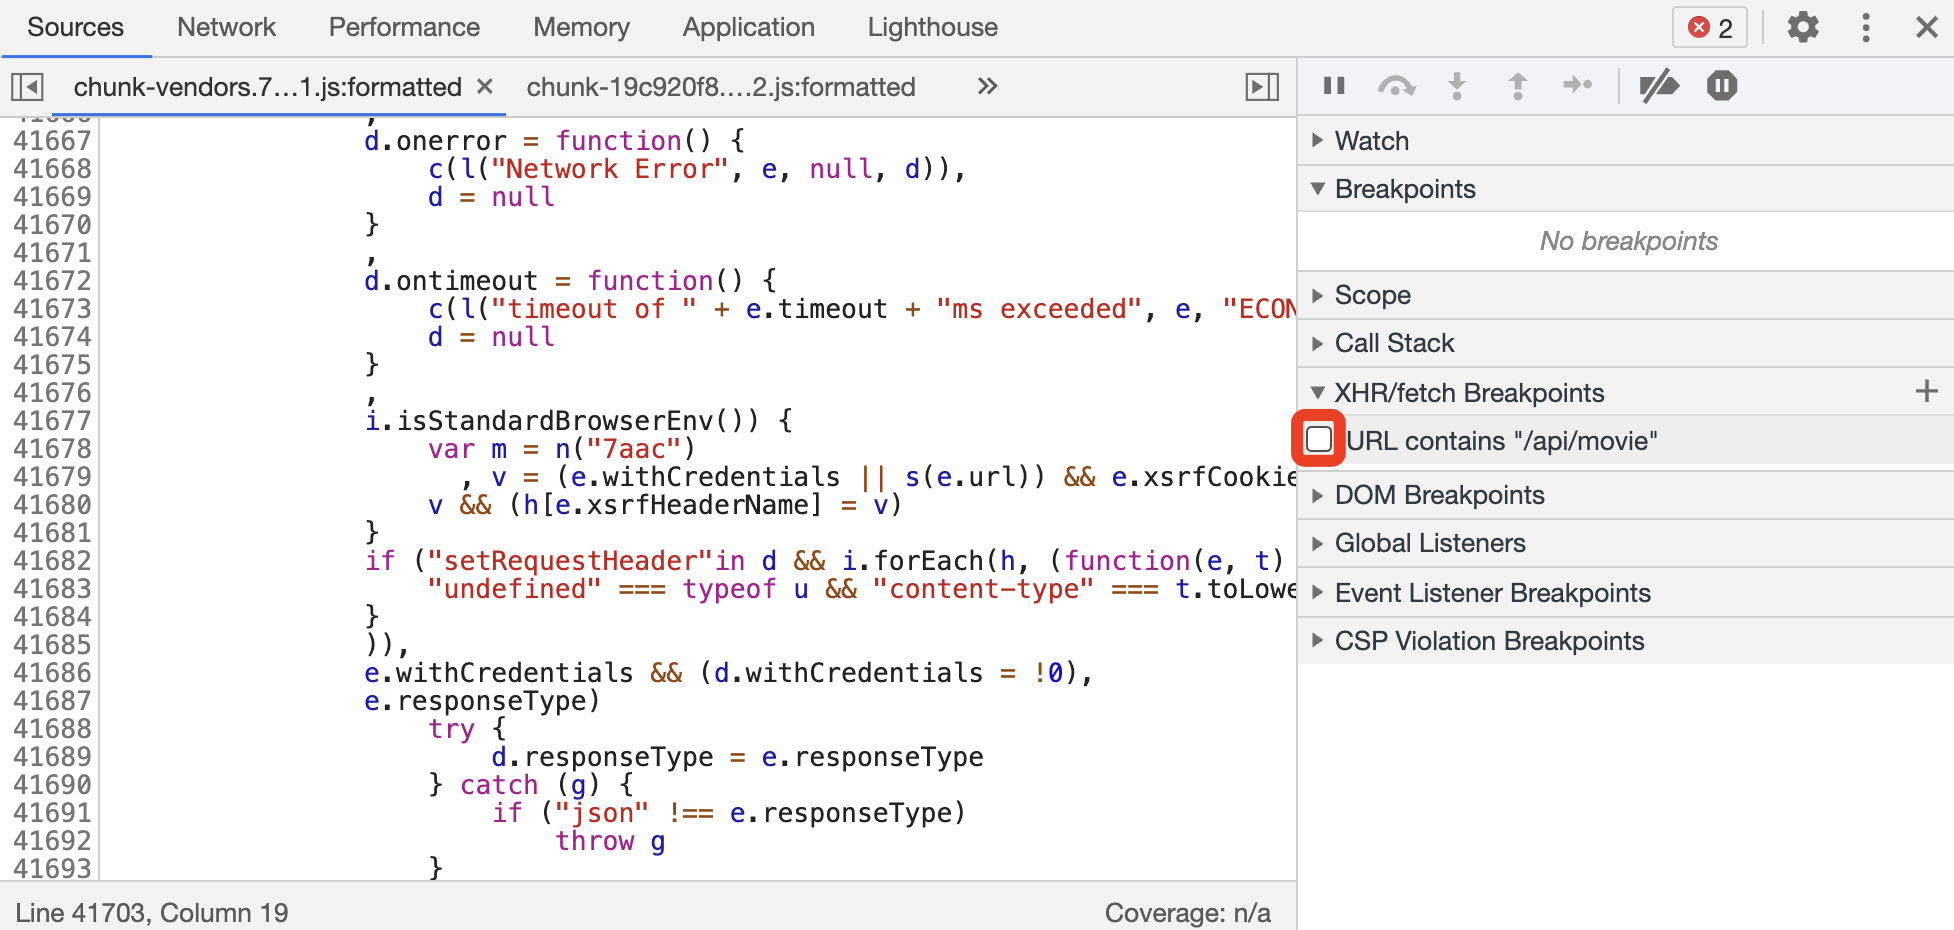 Sources Network Performance Memory Application Lighthouse 2
chunk-vendors.7…1.js:formatted × chunk-19c920f8.…2.js:formatted »
,
41667 d.onerror = function() {
41668 c(l("Network Error", e, null, d)),
41669 d = null
41670 }
41671 ,
41672 d.ontimeout = function() {
41673 c(l("timeout of " + e.timeout + "ms exceeded", e, "ECON
41674 d = null
41675 }
41676 ,
41677 i.isStandardBrowserEnv()) {
41678 var m = n("7aac")
41679 , v = (e.withCredentials || s(e.url)) && e.xsrfCookie
41680 v && (h[e.xsrfHeaderName] = v)
41681 }
41682 if ("setRequestHeader"in d && i.forEach(h, (function(e, t)
41683 "undefined" === typeof u && "content-type" === t.toLowe
41684 }
41685 )),
41686 e.withCredentials && (d.withCredentials = !0),
41687 e.responseType)
41688 try {
41689 d.responseType = e.responseType
41690 } catch (g) {
41691 if ("json" !== e.responseType)
41692 throw g
41693 }
Line 41703, Column 19 Coverage: n/a
Watch
Breakpoints
No breakpoints
Scope
Call Stack
XHR/fetch Breakpoints +
URL contains "/api/movie"
DOM Breakpoints
Global Listeners
Event Listener Breakpoints
CSP Violation Breakpoints